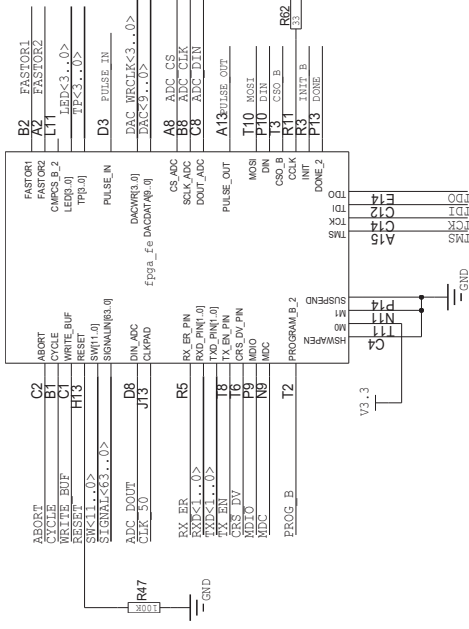 R62
33
FASTOR1
FASTOR2
LED<3..0>
TP<3..0>
PULSE_IN
DAC_WRCLK<3..0>
DAC<9..0>
ADC_CS
ADC_CLK
ADC_DIN
PULSE_OUT
MOSI
DIN
CSO_B
INIT_B
DONE
B2
A2
L11
D3
A8
B8
C8
A13
T10
P10
T3
R11
R3
P13
FASTOR1
FASTOR2
CMPCS_B_2
LED[3..0]
TP[3..0]
PULSE_IN
DACWR[3..0]
DACDATA[9..0]
CS_ADC
SCLK_ADC
DOUT_ADC
PULSE_OUT
MOSI
DIN
CSO_B
CCLK
INIT
DONE_2
fpga_fe
TDO E14 TDO
TDI C12 TDI
TCK C14 TCK
TMS A15 TMS
SUSPEND P14
M1 N11
M0 T11
HSWAPEN C4
GND
V3.3
ABORT
CYCLE
WRITE_BUF
RESET
SW[11..0]
SIGNALIN[63..0]
DIN_ADC
CLKPAD
RX_ER_PIN
RXD_PIN[1..0]
TXD_PIN[1..0]
TX_EN_PIN
CRS_DV_PIN
MDIO
MDC
PROGRAM_B_2
C2
B1
C1
H13
D8
J13
R5
T8
T6
P9
N9
T2
ABORT
CYCLE
WRITE_BUF
RESET
SW<11..0>
SIGNAL<63..0>
ADC_DOUT
CLK_50
RX_ER
RXD<1..0>
TXD<1..0>
TX_EN
CRS_DV
MDIO
MDC
PROG_B
R47
100K
GND